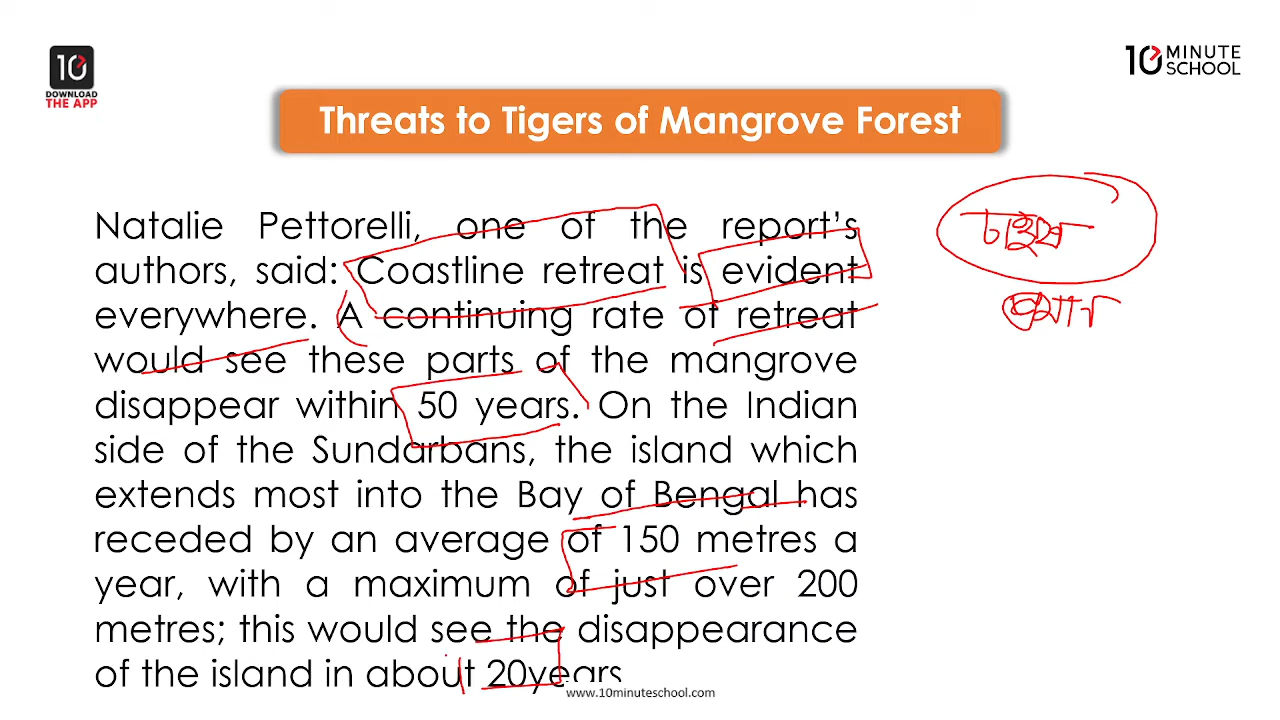 10
DOWNLOAD
THE APP
10 MINUTE
SCHOOL
Threats to Tigers of Mangrove Forest
Natalie Pettorelli, one of the report's
authors, said: Coastline retreat is evident
everywhere. A continuing rate of retreat
would see these parts of the mangrove
disappear within 50 years. On the Indian
side of the Sundarbans, the island which
extends most into the Bay of Bengal has
receded by an average of 150 metres a
year, with a maximum of just over 200
metres; this would see the disappearance
of the island in about 20years
www.10minuteschool.com